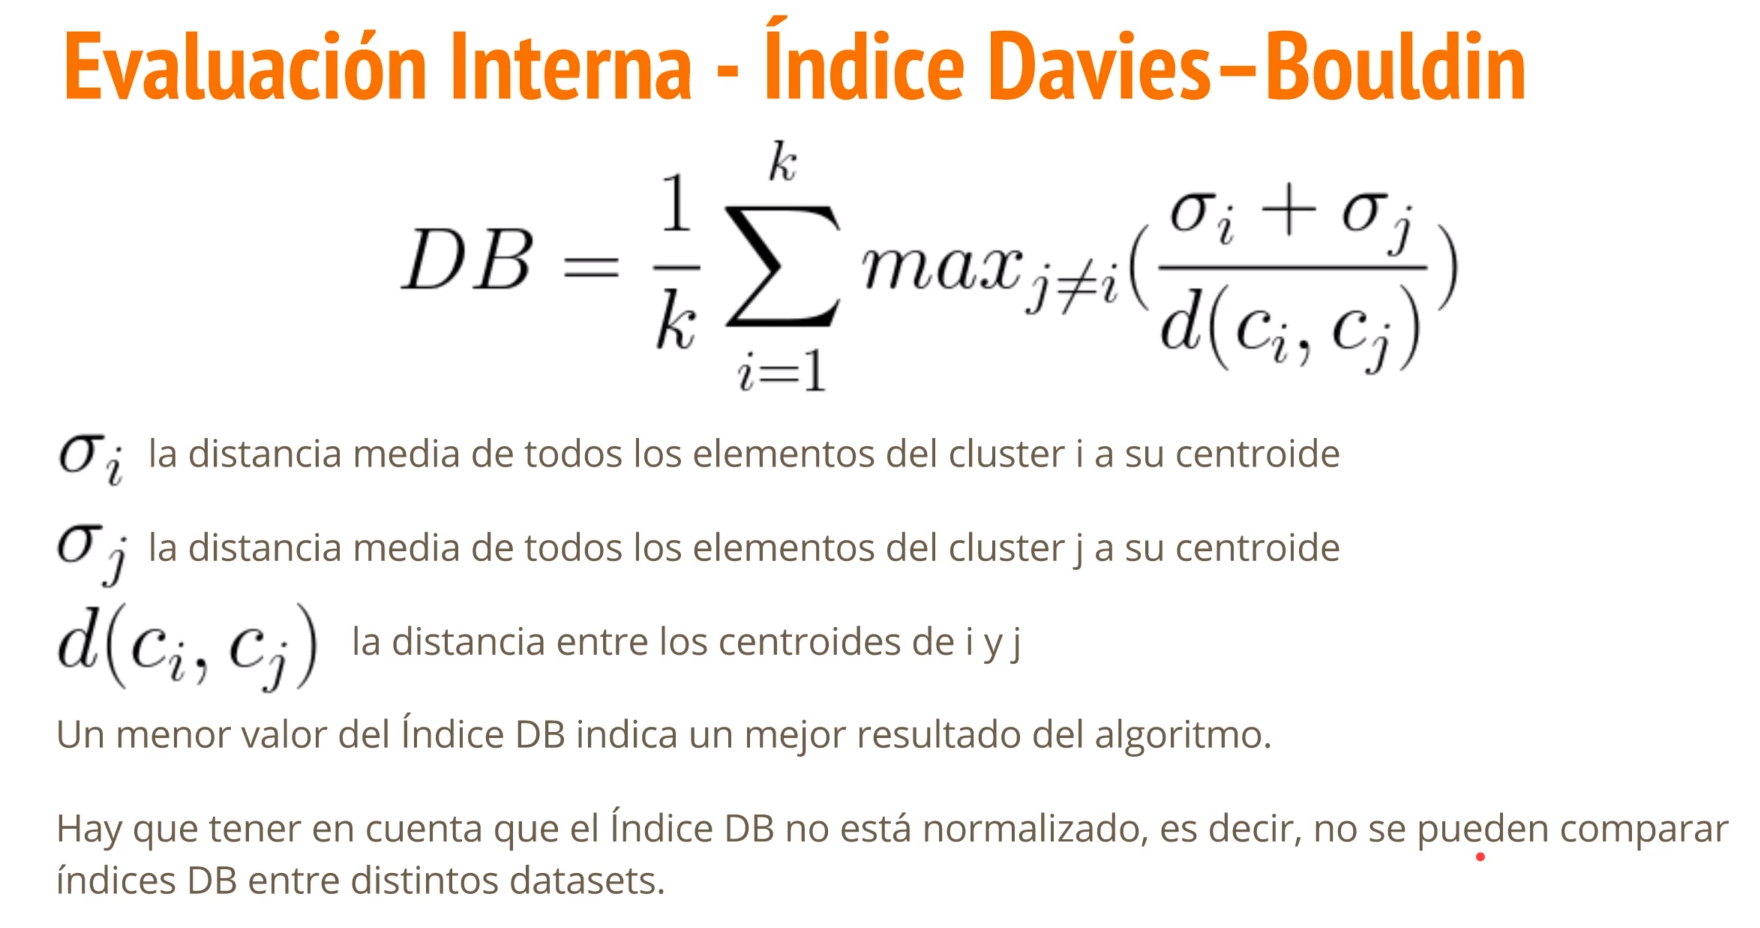 Evaluación Interna - Índice Davies–Bouldin
DB = \frac{1}{k} \sum_{i=1}^{k} max_{j \neq i} ( \frac{\sigma_i + \sigma_j}{d(c_i, c_j)} )
σ_i la distancia media de todos los elementos del cluster i a su centroide
σ_j la distancia media de todos los elementos del cluster j a su centroide
d(c_i, c_j) la distancia entre los centroides de i y j
Un menor valor del Índice DB indica un mejor resultado del algoritmo.
Hay que tener en cuenta que el Índice DB no está normalizado, es decir, no se pueden comparar
índices DB entre distintos datasets.